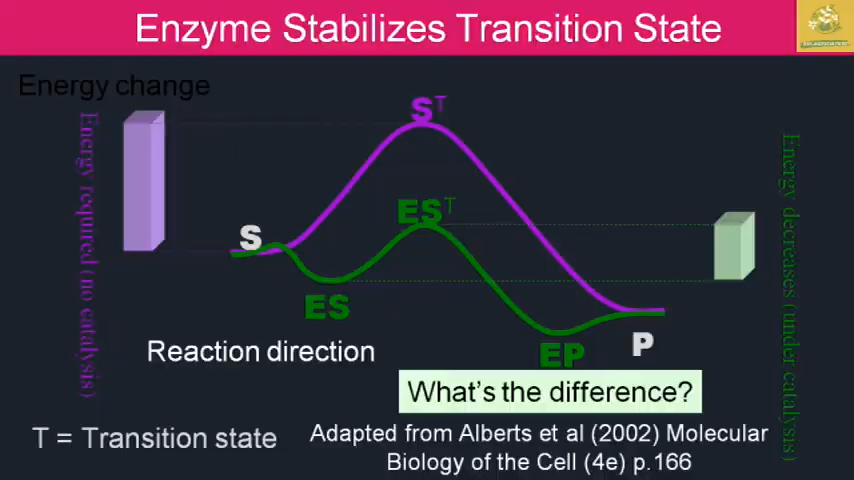 Enzyme Stabilizes Transition State
Energy change
Energy required (no catalysis)
S^T
S
ES^T
ES
EP
P
Energy decreases (under catalysis)
Reaction direction
What's the difference?
T = Transition state
Adapted from Alberts et al (2002) Molecular
Biology of the Cell (4e) p.166